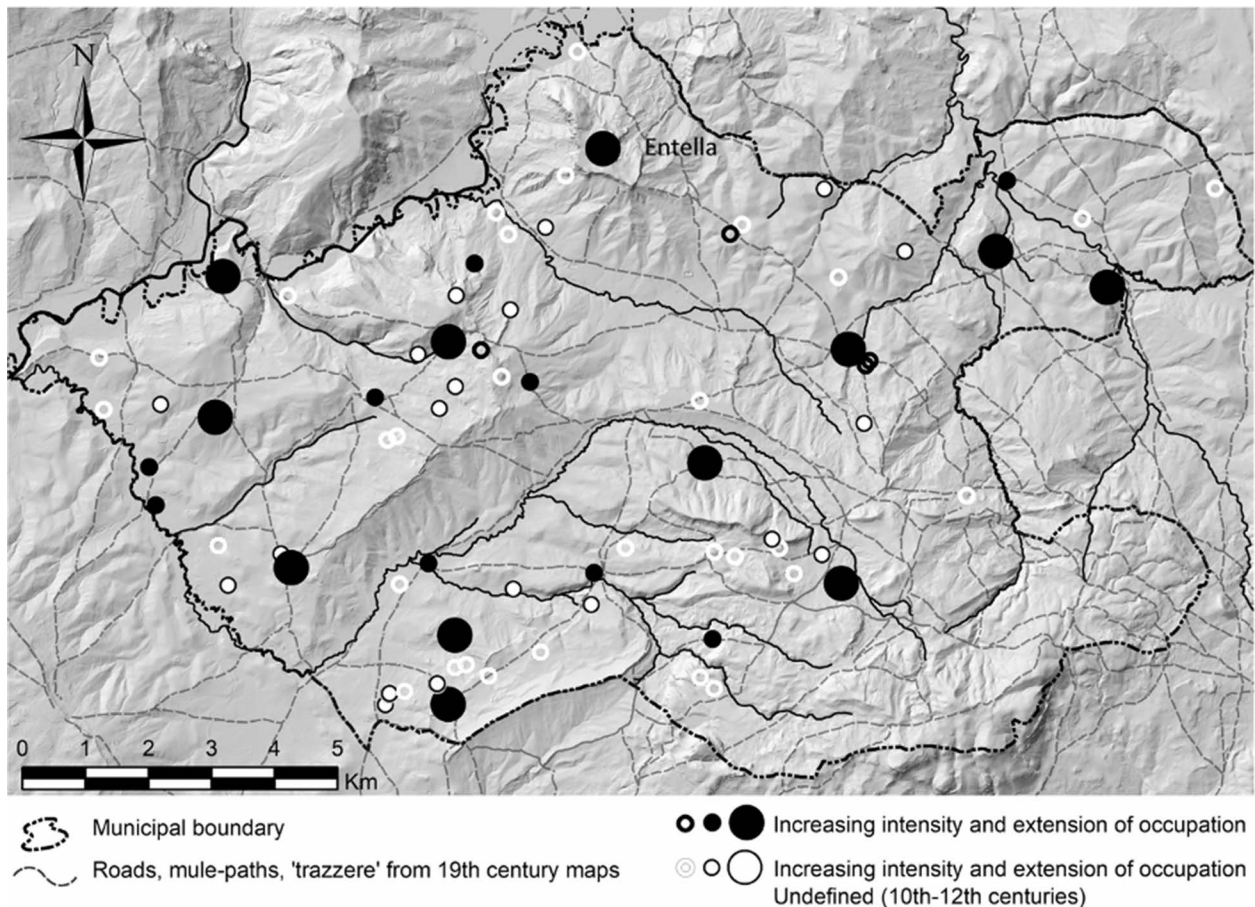 N
Entella
0 1 2 3 4 5
Km
Municipal boundary
Roads, mule-paths, 'trazzere' from 19th century maps
Increasing intensity and extension of occupation
Increasing intensity and extension of occupation
Undefined (10th-12th centuries)